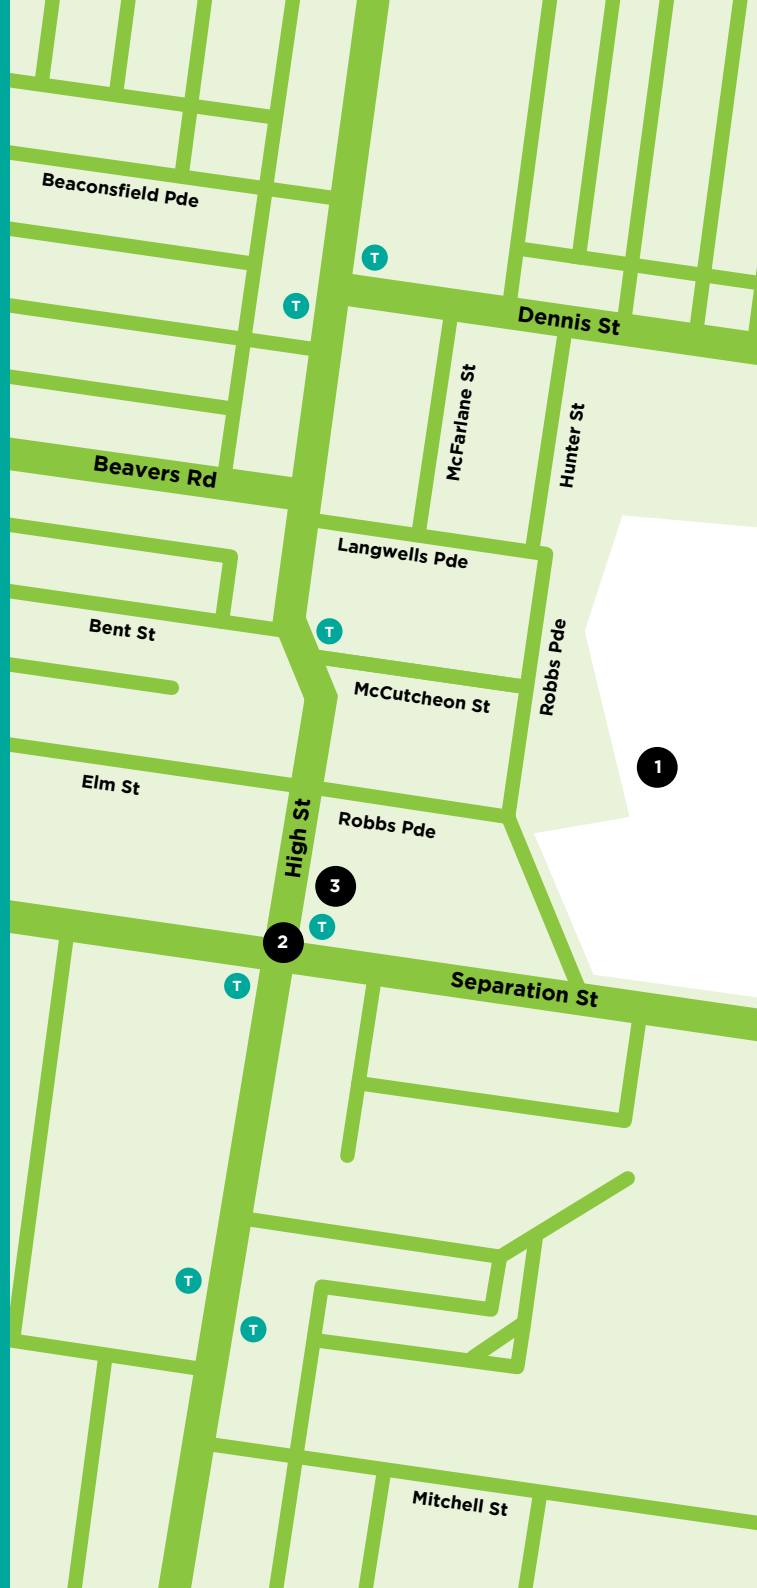 Beaconsfield Pde
T
T
Dennis St
McFarlane St
Hunter St
Beavers Rd
Langwells Pde
Bent St
T
Robbs Pde
McCutcheon St
1
Elm St
High St
Robbs Pde
3
T
2
T
Separation St
T
T
Mitchell St